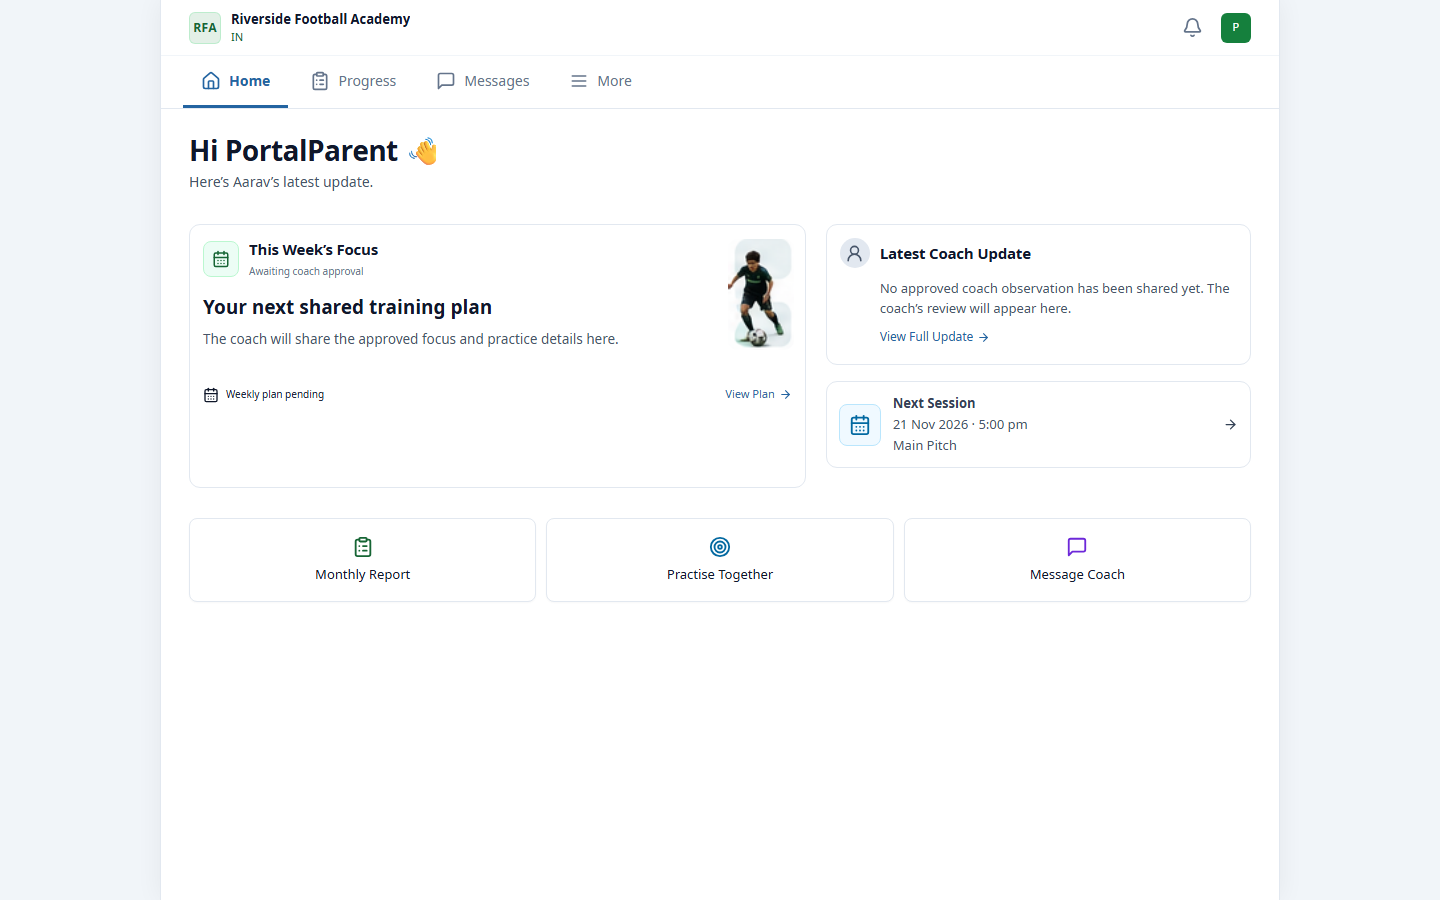 RFA
Riverside Football Academy
IN
P
Home
Progress
Messages
More
Hi PortalParent 👋
Here’s Aarav’s latest update.
This Week’s Focus
Awaiting coach approval
Your next shared training plan
The coach will share the approved focus and practice details here.
Weekly plan pending
View Plan →
Latest Coach Update
No approved coach observation has been shared yet. The
coach’s review will appear here.
View Full Update →
Next Session
21 Nov 2026 · 5:00 pm
Main Pitch
Monthly Report
Practise Together
Message Coach